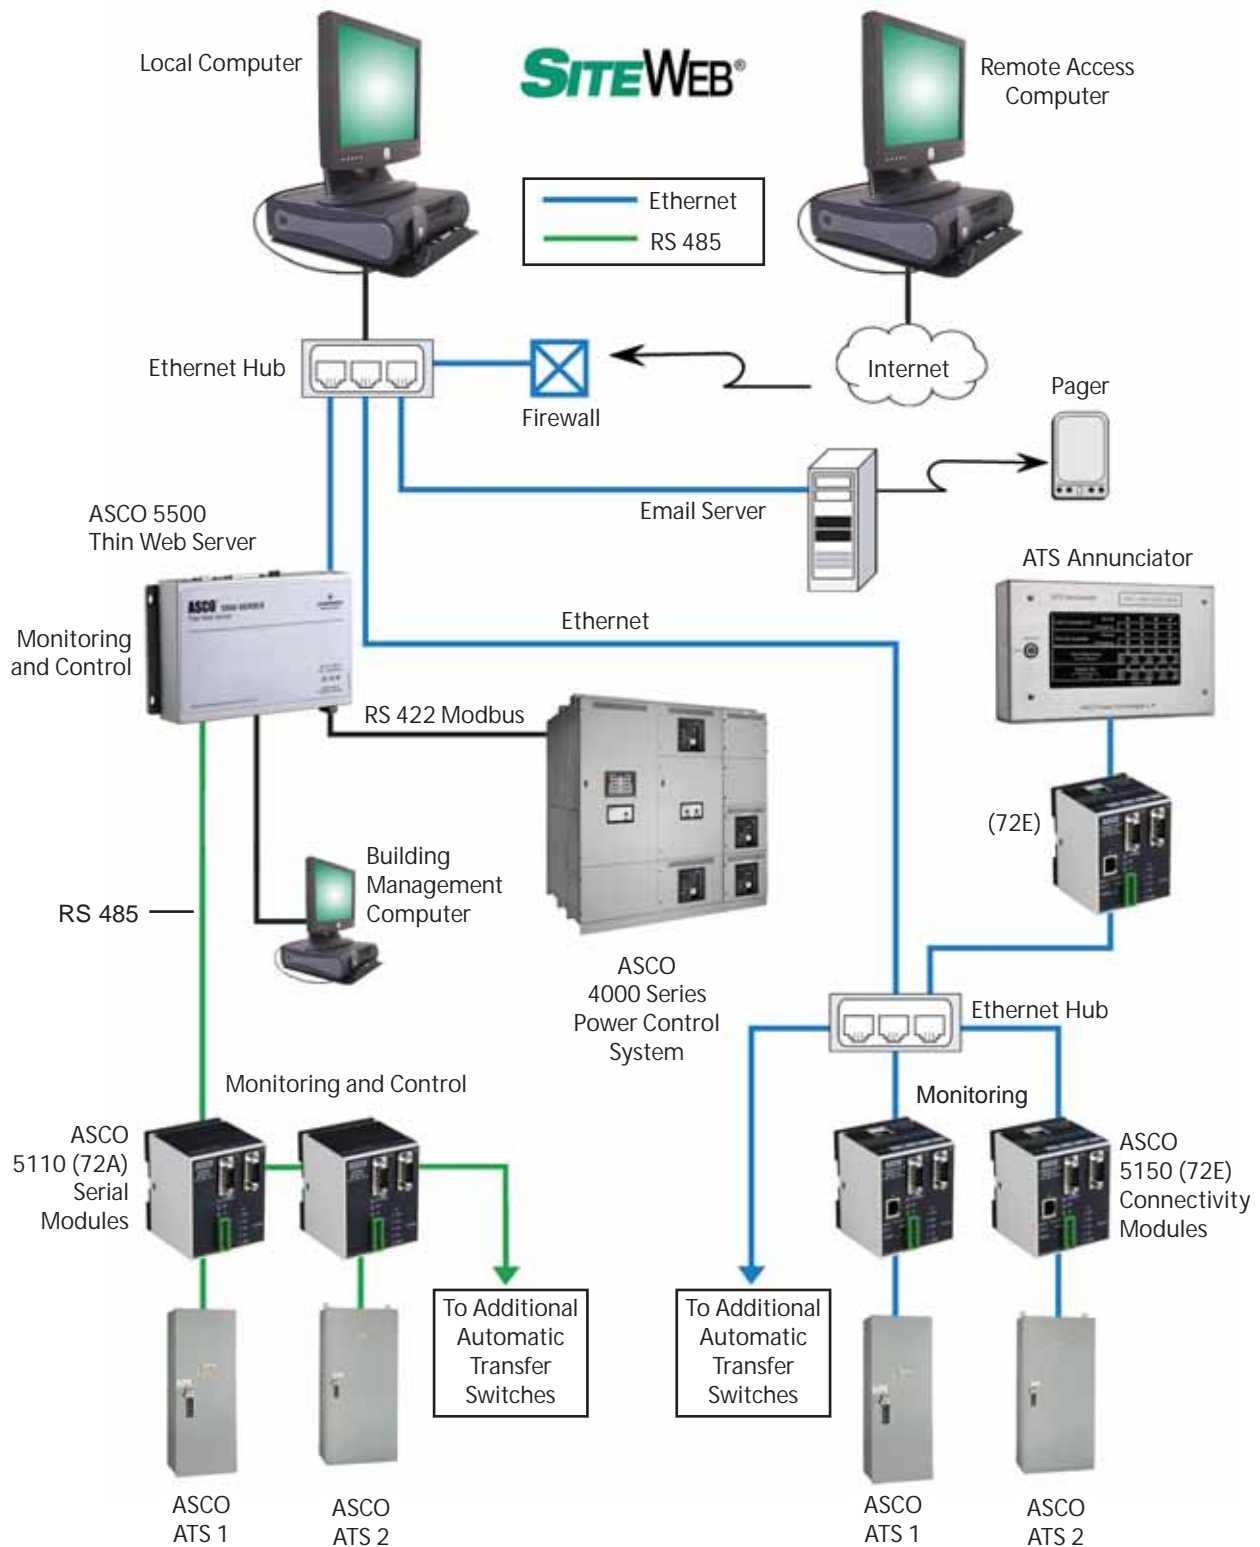 Local Computer
SITEWEB®
Remote Access
Computer
Ethernet
RS 485
Ethernet Hub
Firewall
Internet
Pager
Email Server
ASCO 5500
Thin Web Server
ATS Annunciator
ASCO
Monitoring
and Control
Ethernet
RS 422 Modbus
(72E)
Building
Management
Computer
RS 485
ASCO
4000 Series
Power Control
System
Ethernet Hub
Monitoring and Control
Monitoring
ASCO
5110 (72A)
Serial
Modules
ASCO
5150 (72E)
Connectivity
Modules
To Additional
Automatic
Transfer
Switches
To Additional
Automatic
Transfer
Switches
ASCO
ATS 1
ASCO
ATS 2
ASCO
ATS 1
ASCO
ATS 2